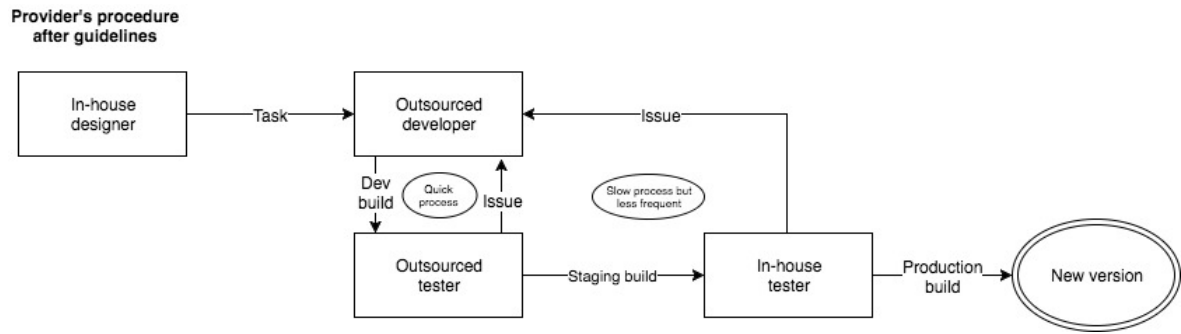 Provider's procedure
after guidelines
In-house
designer
Task
Outsourced
developer
Issue
Dev
build
Quick
process
Issue
Slow process but
less frequent
Outsourced
tester
Staging build
In-house
tester
Production
build
New version